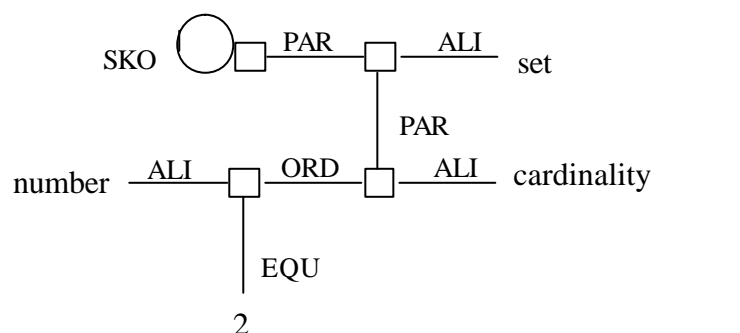 SKO PAR ALI set
PAR
number ALI ORD ALI cardinality
EQU
2